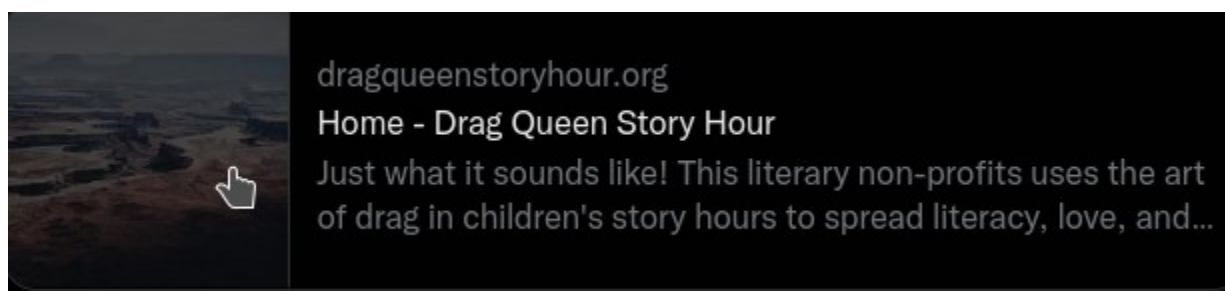 dragqueenstoryhour.org
Home - Drag Queen Story Hour
Just what it sounds like! This literary non-profits uses the art
of drag in children's story hours to spread literacy, love, and...